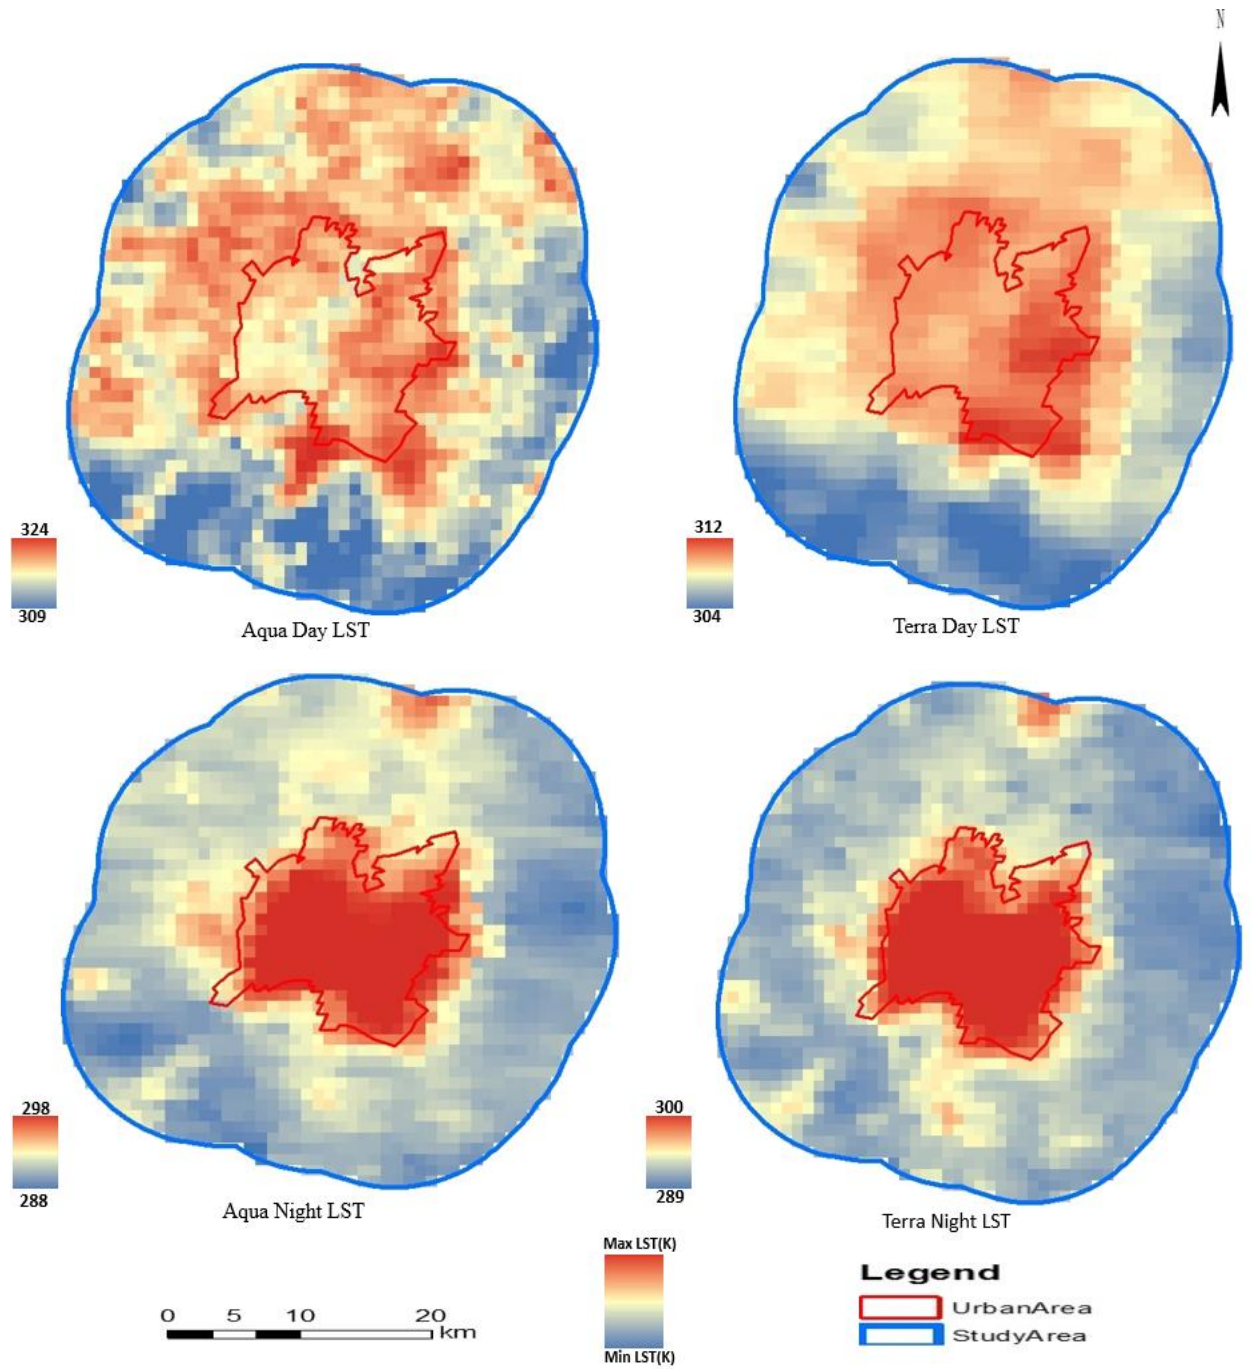 N
324
309
Aqua Day LST
312
304
Terra Day LST
298
288
Aqua Night LST
300
289
Terra Night LST
Max LST(K)
Min LST(K)
0 5 10 20
km
Legend
UrbanArea
StudyArea